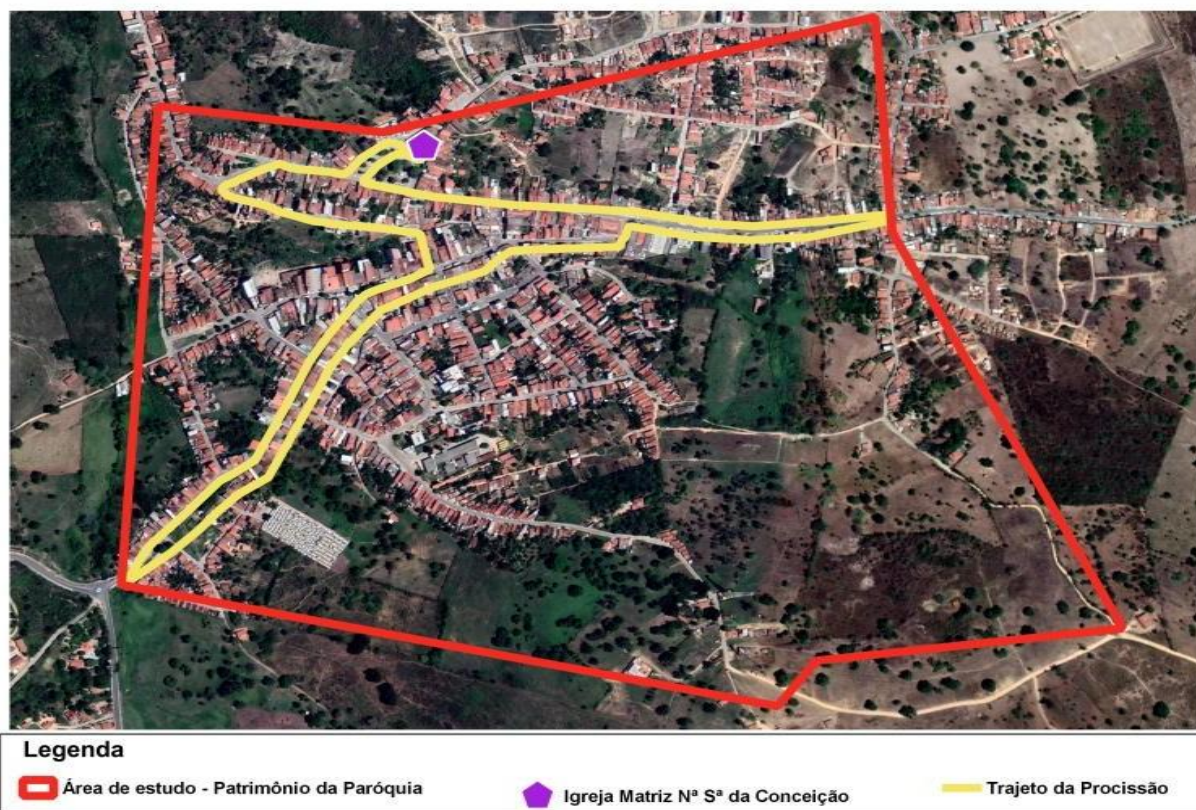 Legenda
Área de estudo - Patrimônio da Paróquia
Igreja Matriz Nª Sª da Conceição
Trajeto da Procissão